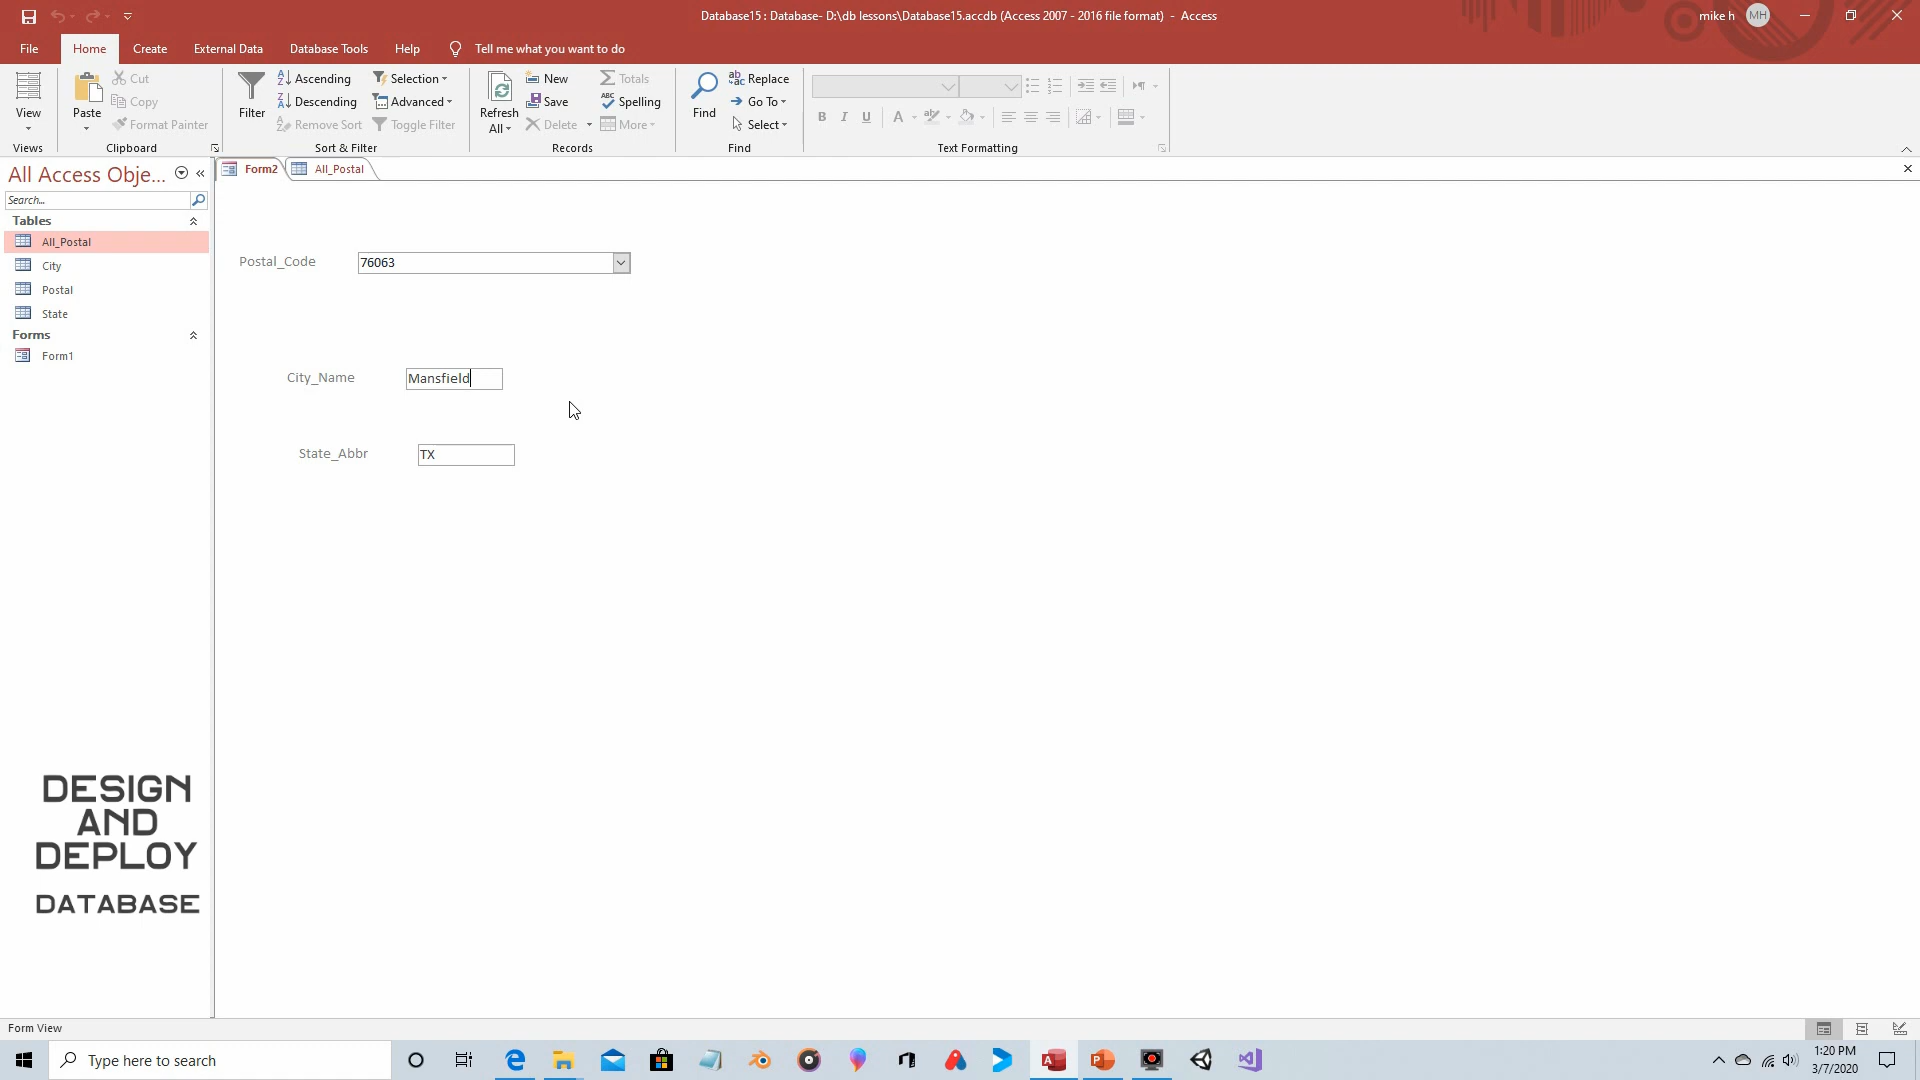 Database15 : Database- D:\db lessons\Database15.accdb (Access 2007 - 2016 file format) - Access
mike h
MH
File
Home
Create
External Data
Database Tools
Help
Tell me what you want to do
View
Views
Paste
Cut
Copy
Format Painter
Clipboard
Filter
Ascending
Descending
Remove Sort
Selection
Advanced
Toggle Filter
Sort & Filter
Refresh
All
New
Save
Delete
Totals
Spelling
More
Records
Find
Replace
Go To
Select
Find
B I U A
Text Formatting
All Access Obje...
Search...
Tables
All_Postal
City
Postal
State
Forms
Form1
Form2
All_Postal
Postal_Code
76063
City_Name
Mansfield
State_Abbr
TX
DESIGN
AND
DEPLOY
DATABASE
Form View
Type here to search
1:20 PM
3/7/2020